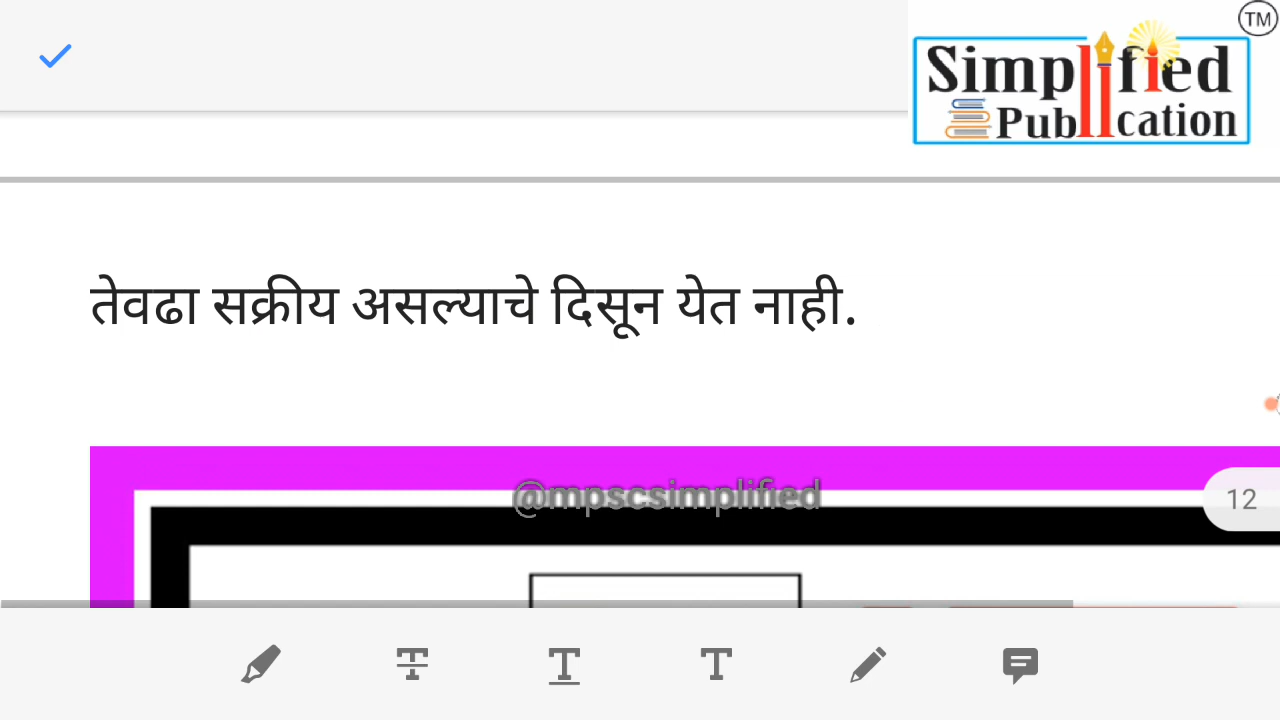 TM
Simplified
Publication
तेवढा सक्रीय असल्याचे दिसून येत नाही.
@mpscsimplified
12